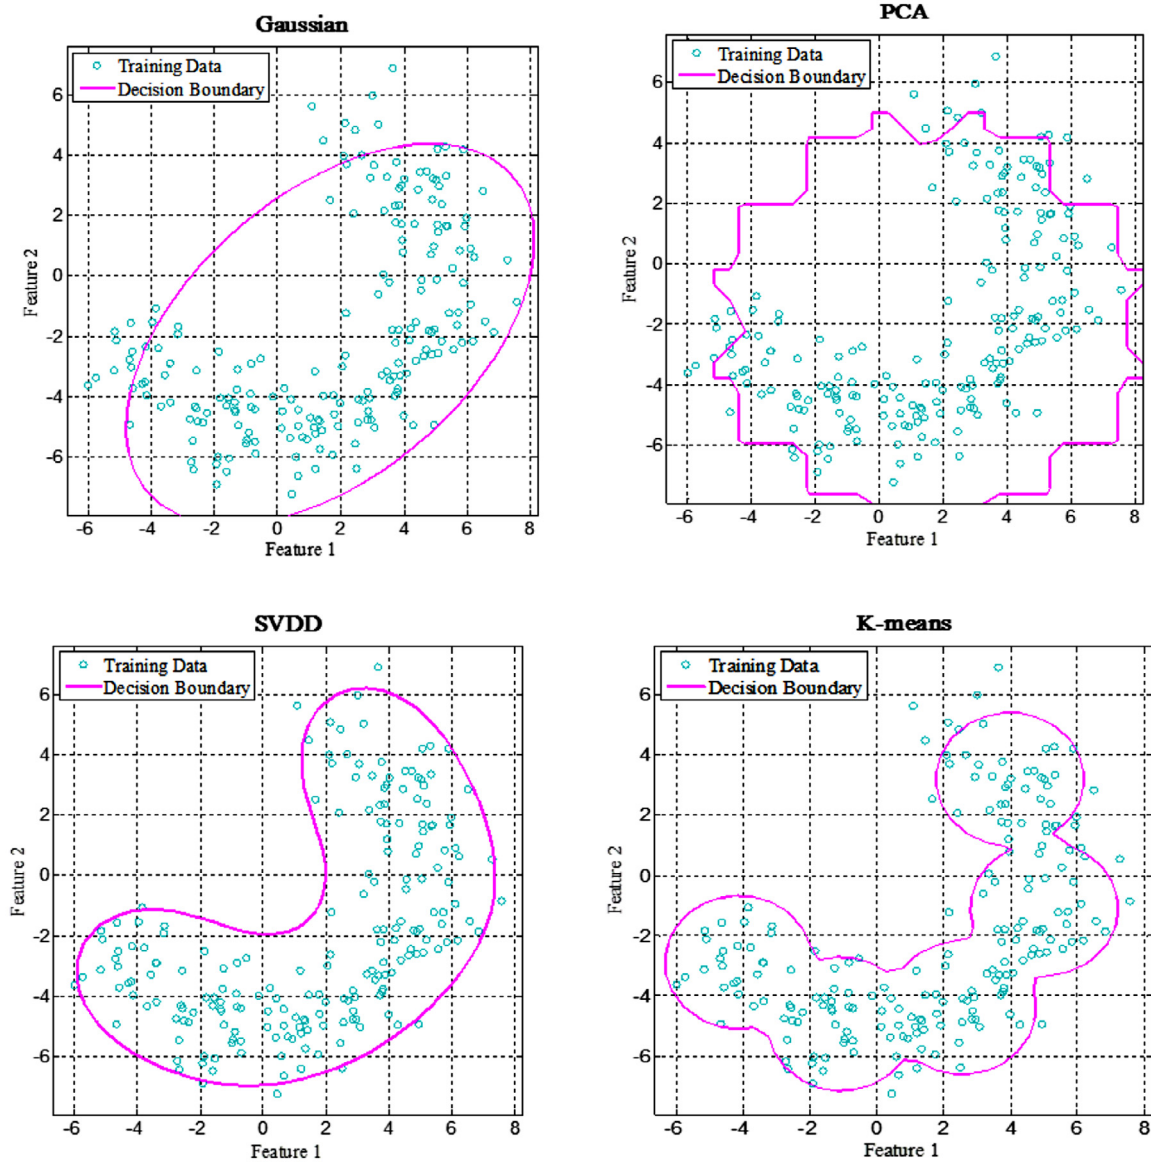 Gaussian
Training Data
Decision Boundary
6
4
2
0
-2
-4
-6
Feature 2
-6 -4 -2 0 2 4 6 8
Feature 1
PCA
Training Data
Decision Boundary
6
4
2
0
-2
-4
-6
Feature 2
-6 -4 -2 0 2 4 6 8
Feature 1
SVDD
Training Data
Decision Boundary
6
4
2
0
-2
-4
-6
Feature 2
-6 -4 -2 0 2 4 6 8
Feature 1
K-means
Training Data
Decision Boundary
6
4
2
0
-2
-4
-6
Feature 2
-6 -4 -2 0 2 4 6 8
Feature 1